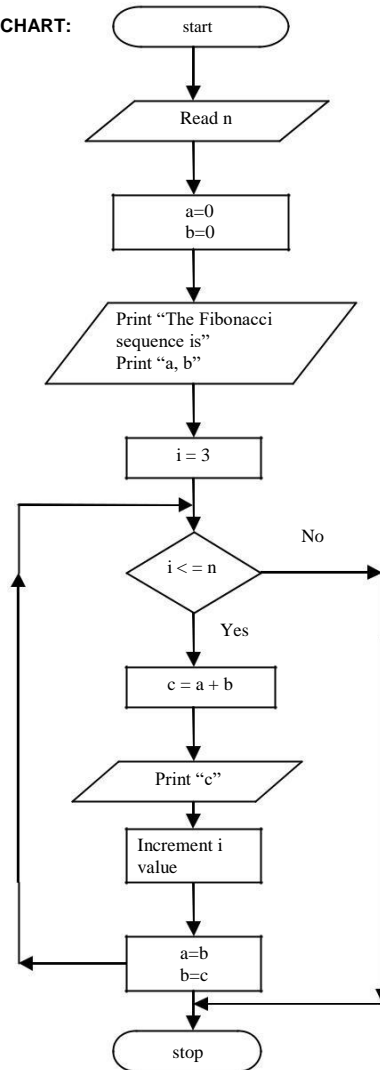 CHART:
start
Read n
a=0
b=0
Print “The Fibonacci
sequence is”
Print “a, b”
i = 3
i < = n
No
Yes
c = a + b
Print “c”
Increment i
value
a=b
b=c
stop